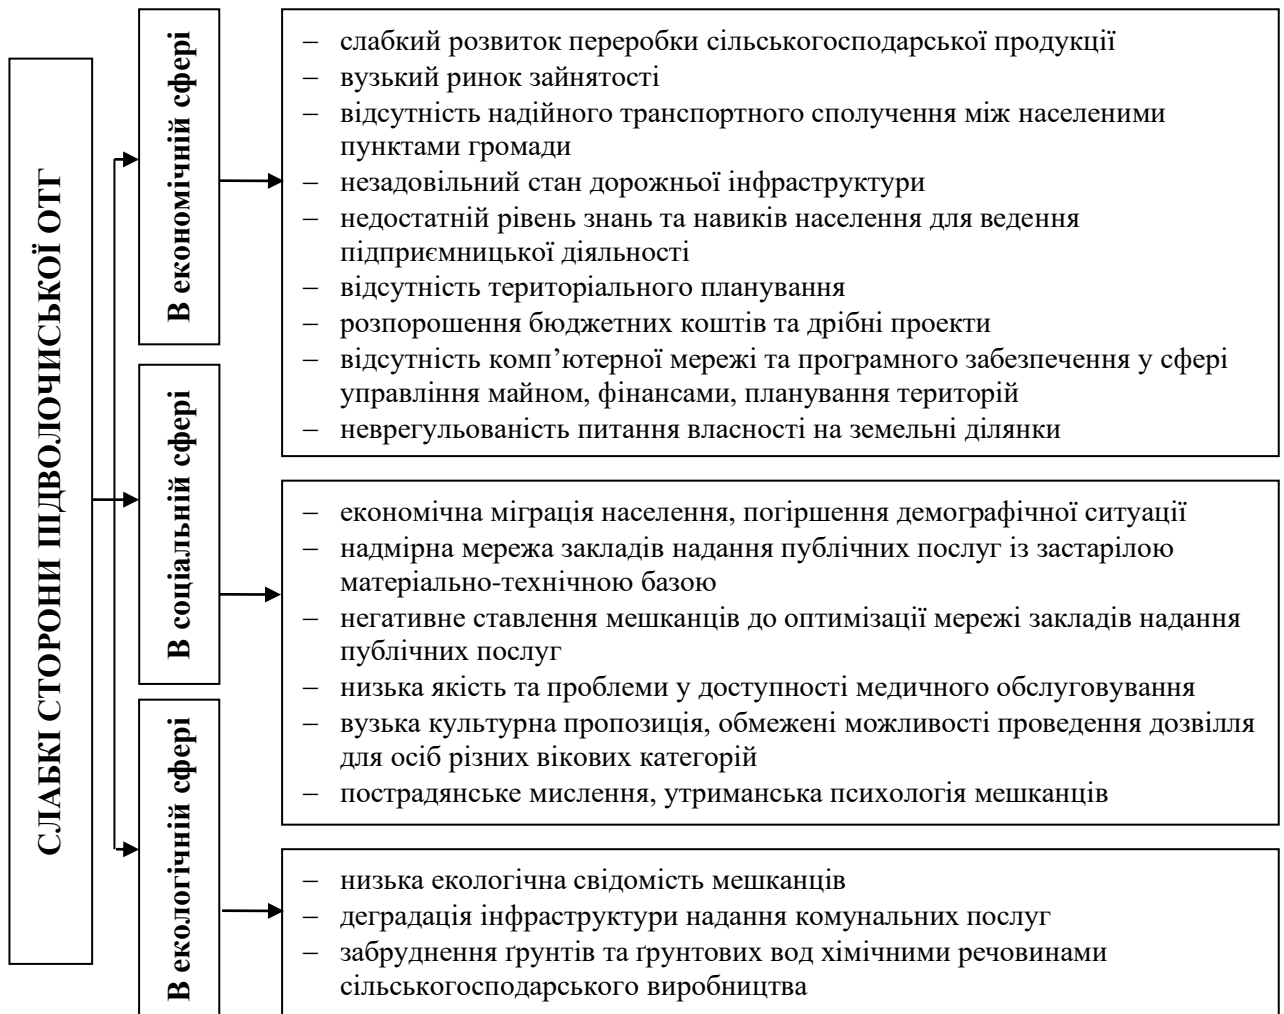 СЛАБКІ СТОРОНИ ПІДВОЛОЧИСЬКОЇ ОТГ
В економічній сфері
– слабкий розвиток переробки сільськогосподарської продукції
– вузький ринок зайнятості
– відсутність надійного транспортного сполучення між населеними
пунктами громади
– незадовільний стан дорожньої інфраструктури
– недостатній рівень знань та навиків населення для ведення
підприємницької діяльності
– відсутність територіального планування
– розпорошення бюджетних коштів та дрібні проекти
– відсутність комп’ютерної мережі та програмного забезпечення у сфері
управління майном, фінансами, планування територій
– неврегульованість питання власності на земельні ділянки
В соціальній сфері
– економічна міграція населення, погіршення демографічної ситуації
– надмірна мережа закладів надання публічних послуг із застарілою
матеріально-технічною базою
– негативне ставлення мешканців до оптимізації мережі закладів надання
публічних послуг
– низька якість та проблеми у доступності медичного обслуговування
– вузька культурна пропозиція, обмежені можливості проведення дозвілля
для осіб різних вікових категорій
– пострадянське мислення, утриманська психологія мешканців
В екологічній сфері
– низька екологічна свідомість мешканців
– деградація інфраструктури надання комунальних послуг
– забруднення ґрунтів та ґрунтових вод хімічними речовинами
сільськогосподарського виробництва